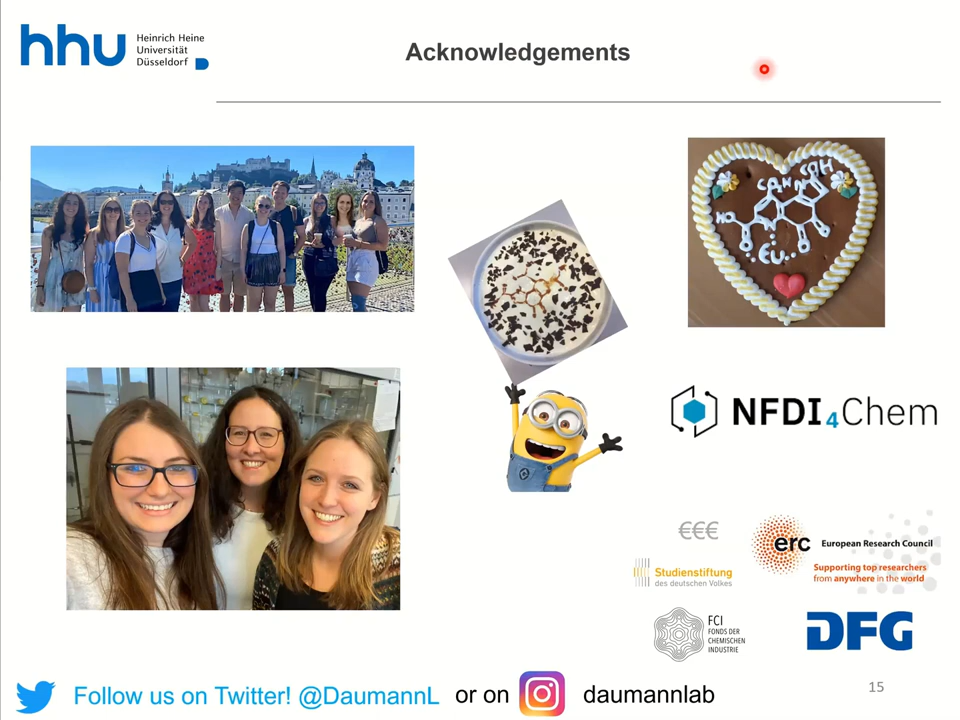 hhu Heinrich Heine
Universität
Düsseldorf
Acknowledgements
HO
Eu
NFDI4Chem
€€€
erc European Research Council
Supporting top researchers
from anywhere in the world
Studienstiftung
des deutschen Volkes
FCI
FONDS DER
CHEMISCHEN
INDUSTRIE
DFG
Follow us on Twitter! @DaumannL or on daumannlab
15